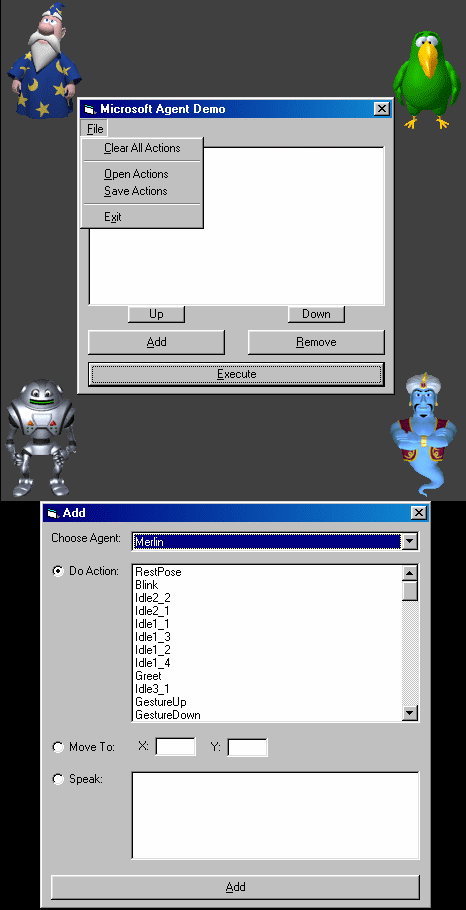 Microsoft Agent Demo
File
Clear All Actions
Open Actions
Save Actions
Exit
Up Down
Add Remove
Execute
Add
Choose Agent: Merlin
Do Action: RestPose
Blink
Idle2_2
Idle2_1
Idle1_1
Idle1_3
Idle1_2
Idle1_4
Greet
Idle3_1
GestureUp
GestureDown
Move To: X: Y:
Speak:
Add